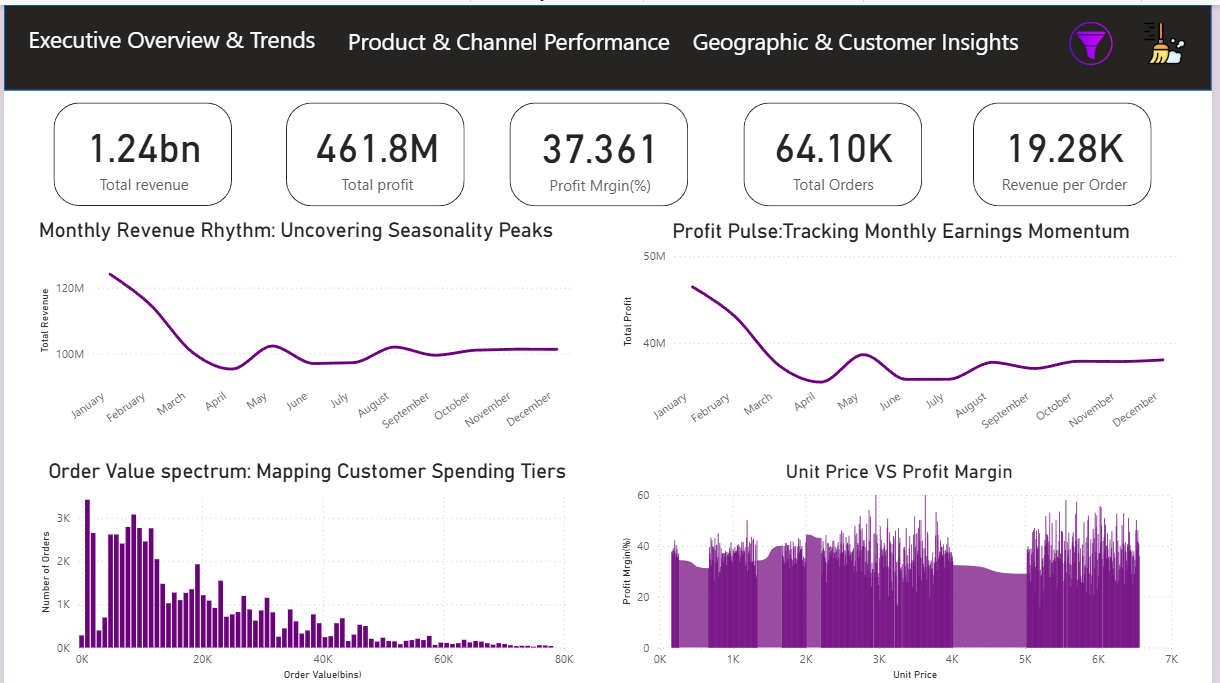 Executive Overview & Trends
Product & Channel Performance
Geographic & Customer Insights
1.24bn
Total revenue
461.8M
Total profit
37.361
Profit Mrgin(%)
64.10K
Total Orders
19.28K
Revenue per Order
Monthly Revenue Rhythm: Uncovering Seasonality Peaks
Total Revenue
120M
100M
January
February
March
April
May
June
July
August
September
October
November
December
Profit Pulse:Tracking Monthly Earnings Momentum
Total Profit
50M
40M
January
February
March
April
May
June
July
August
September
October
November
December
Order Value spectrum: Mapping Customer Spending Tiers
Number of Orders
3K
2K
1K
0K
0K
20K
40K
60K
80K
Order Value(bins)
Unit Price VS Profit Margin
Profit Mrgin(%)
60
40
20
0
0K
1K
2K
3K
4K
5K
6K
7K
Unit Price